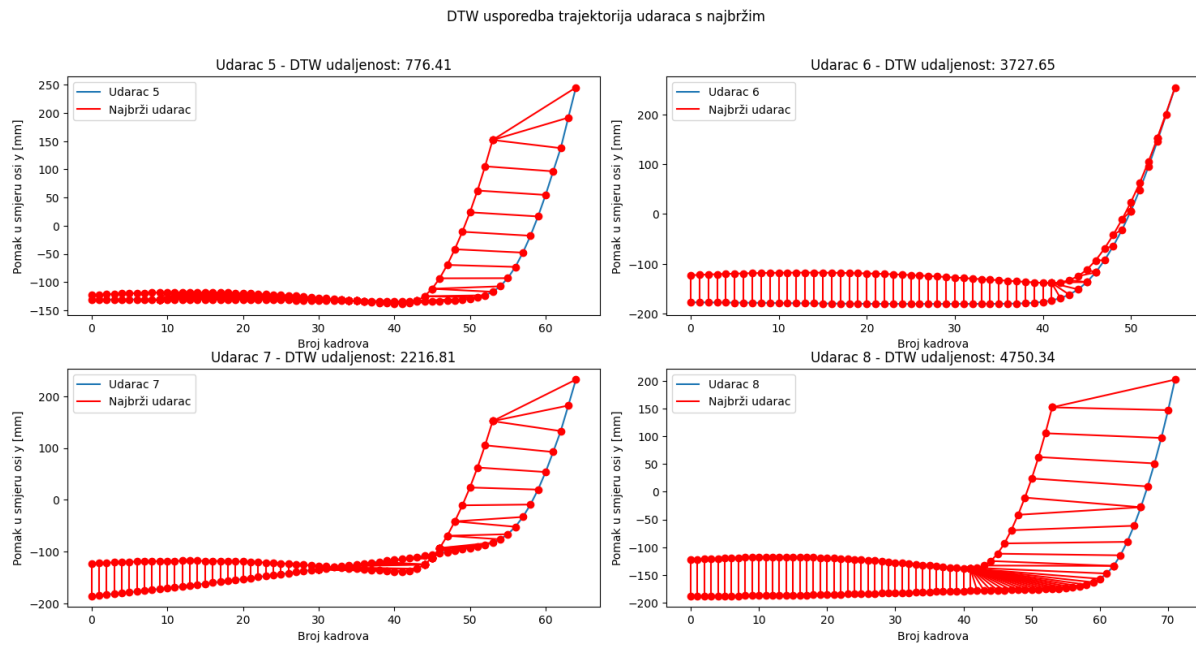 DTW usporedba trajektorija udaraca s najbržim
Udarac 5 - DTW udaljenost: 776.41
Pomak u smjeru osi y [mm]
250
200
150
100
50
0
−50
−100
−150
Udarac 5
Najbrži udarac
0 10 20 30 40 50 60
Broj kadrova
Udarac 6 - DTW udaljenost: 3727.65
Pomak u smjeru osi y [mm]
200
100
0
−100
−200
Udarac 6
Najbrži udarac
0 10 20 30 40 50
Broj kadrova
Udarac 7 - DTW udaljenost: 2216.81
Pomak u smjeru osi y [mm]
200
100
0
−100
−200
Udarac 7
Najbrži udarac
0 10 20 30 40 50 60
Broj kadrova
Udarac 8 - DTW udaljenost: 4750.34
Pomak u smjeru osi y [mm]
200
150
100
50
0
−50
−100
−150
−200
Udarac 8
Najbrži udarac
0 10 20 30 40 50 60 70
Broj kadrova